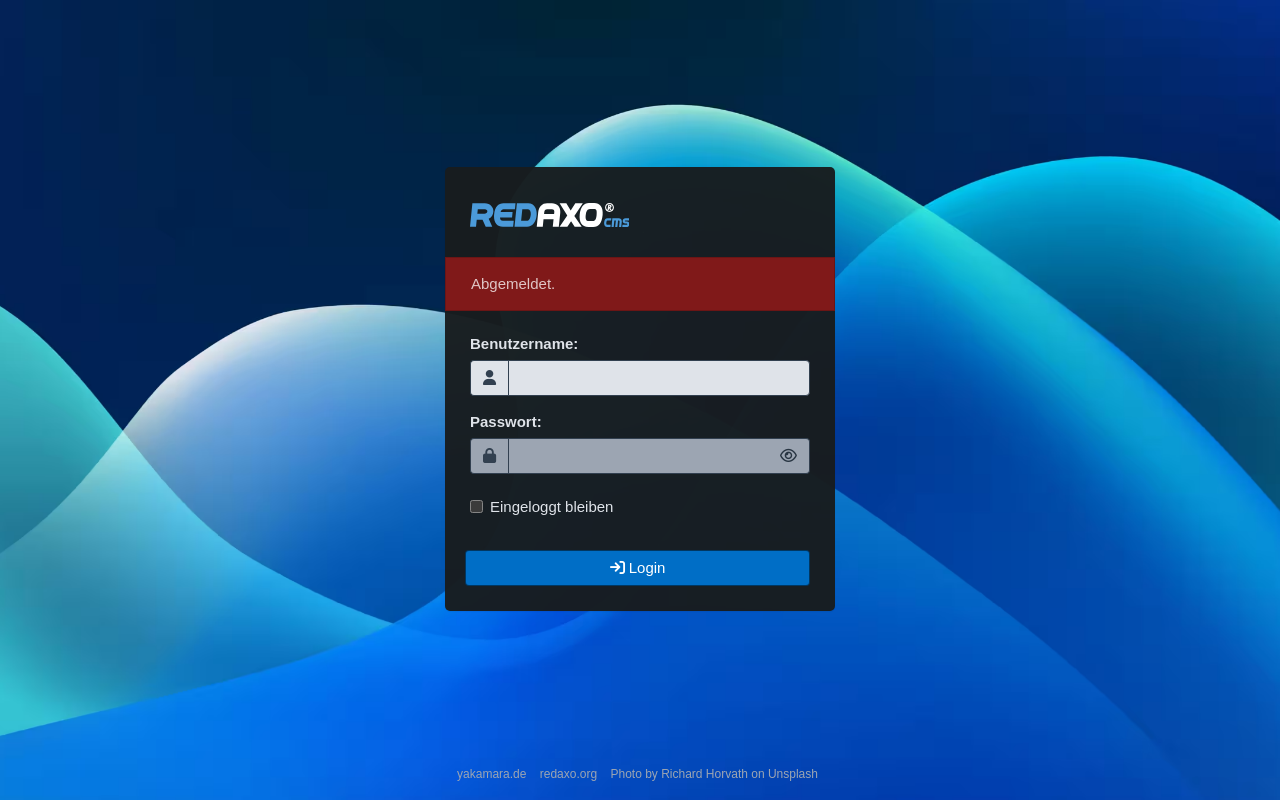 REDAXO® cms
Abgemeldet.
Benutzername:
Passwort:
Eingeloggt bleiben
Login
yakamara.de redaxo.org Photo by Richard Horvath on Unsplash